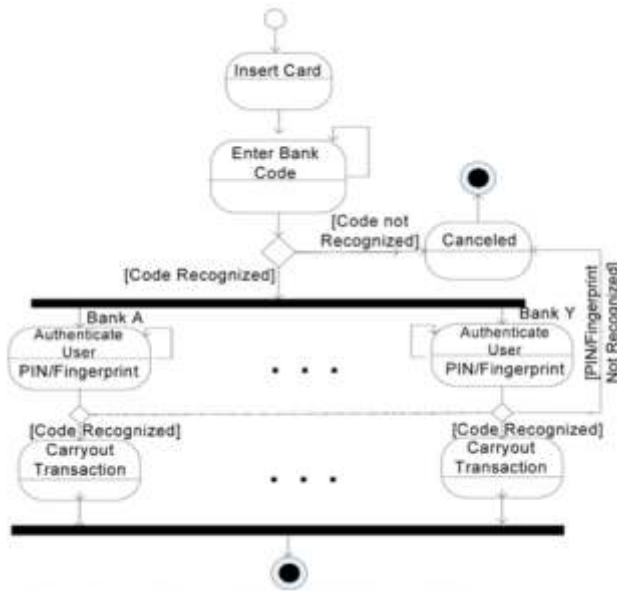 Insert Card
Enter Bank
Code
[Code not
Recognized]
Canceled
[Code Recognized]
Bank A
Authenticate
User
PIN/Fingerprint
Bank Y
Authenticate
User
PIN/Fingerprint
[PIN/Fingerprint
Not Recognized]
[Code Recognized]
Carryout
Transaction
[Code Recognized]
Carryout
Transaction